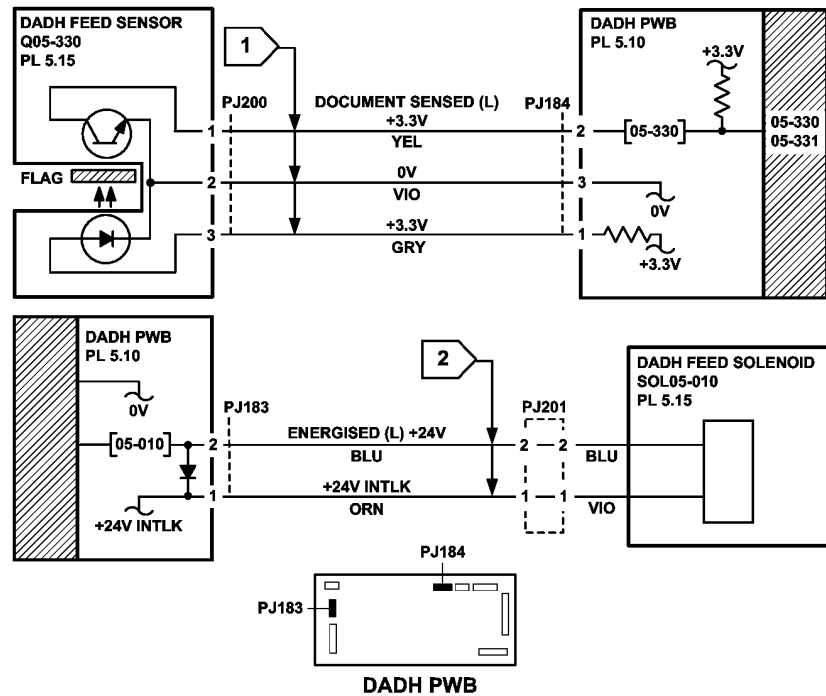 DADH FEED SENSOR
Q05-330
PL 5.15
1
DADH PWB
PL 5.10
+3.3V
PJ200
DOCUMENT SENSED (L)
PJ184
1
+3.3V
2
[05-330]
05-330
05-331
YEL
FLAG
2
0V
3
VIO
0V
3
+3.3V
1
GRY
+3.3V
DADH PWB
PL 5.10
2
DADH FEED SOLENOID
SOL05-010
PL 5.15
0V
PJ183
PJ201
[05-010]
2
ENERGISED (L) +24V
2
2
BLU
BLU
1
+24V INTLK
1
1
+24V INTLK
ORN
VIO
PJ184
PJ183
DADH PWB